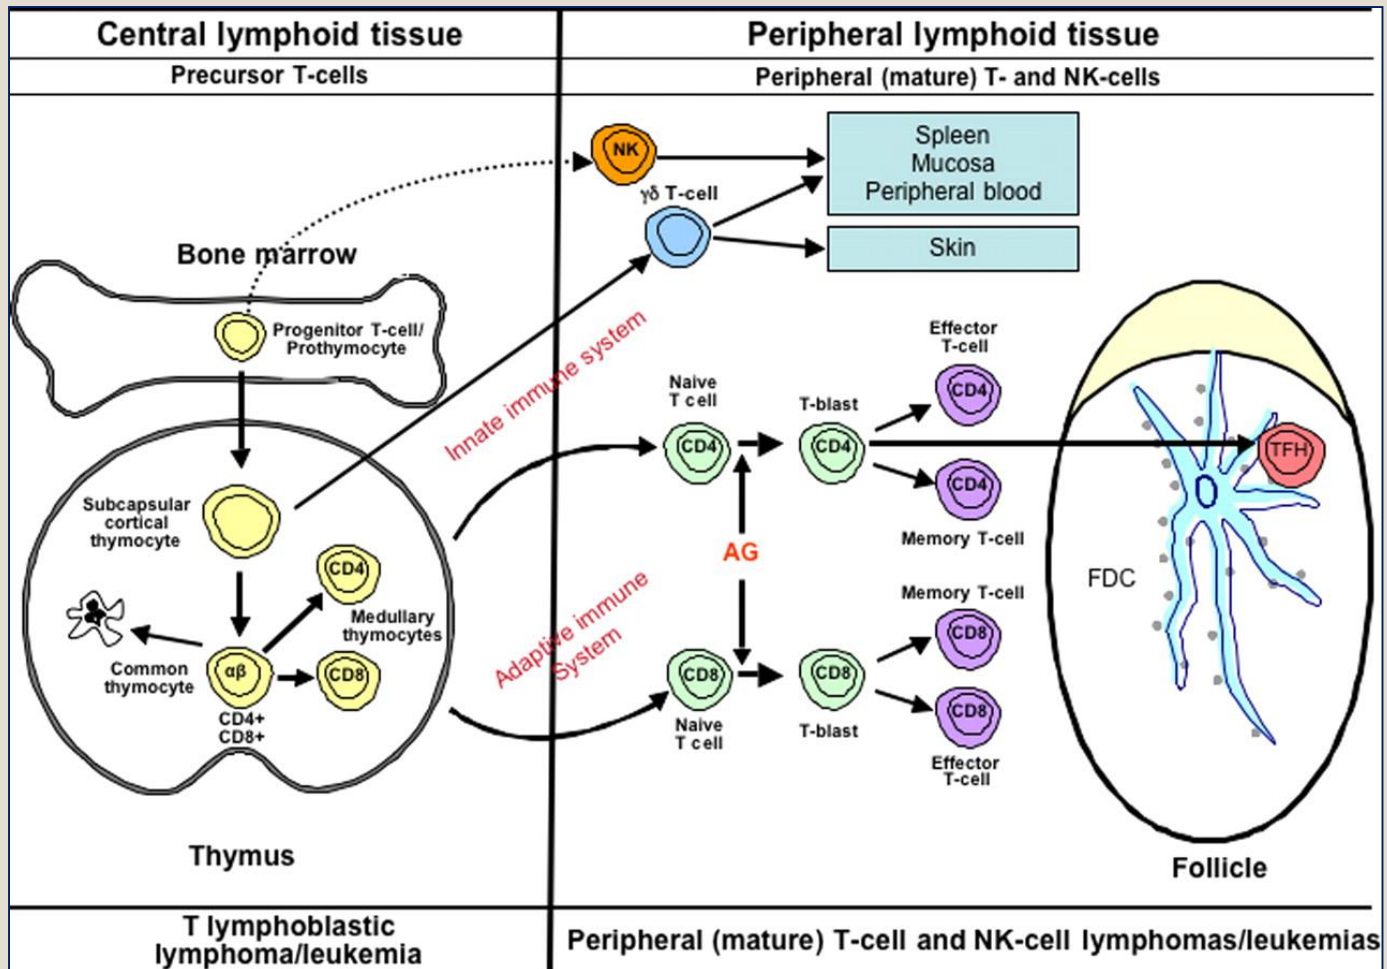 Central lymphoid tissue
Peripheral lymphoid tissue
Precursor T-cells
Peripheral (mature) T- and NK-cells
NK
γδ T-cell
Spleen
Mucosa
Peripheral blood
Skin
Bone marrow
Progenitor T-cell/
Prothymocyte
Innate immune system
Subcapsular
cortical
thymocyte
CD4
Medullary
thymocytes
Common
thymocyte
αβ
CD8
CD4+
CD8+
Thymus
Adaptive immune
System
Naive
T cell
CD4
T-blast
CD4
Effector
T-cell
CD4
CD4
Memory T-cell
AG
Memory T-cell
CD8
CD8
Naive
T cell
CD8
T-blast
CD8
Effector
T-cell
TFH
FDC
Follicle
T lymphoblastic
lymphoma/leukemia
Peripheral (mature) T-cell and NK-cell lymphomas/leukemias